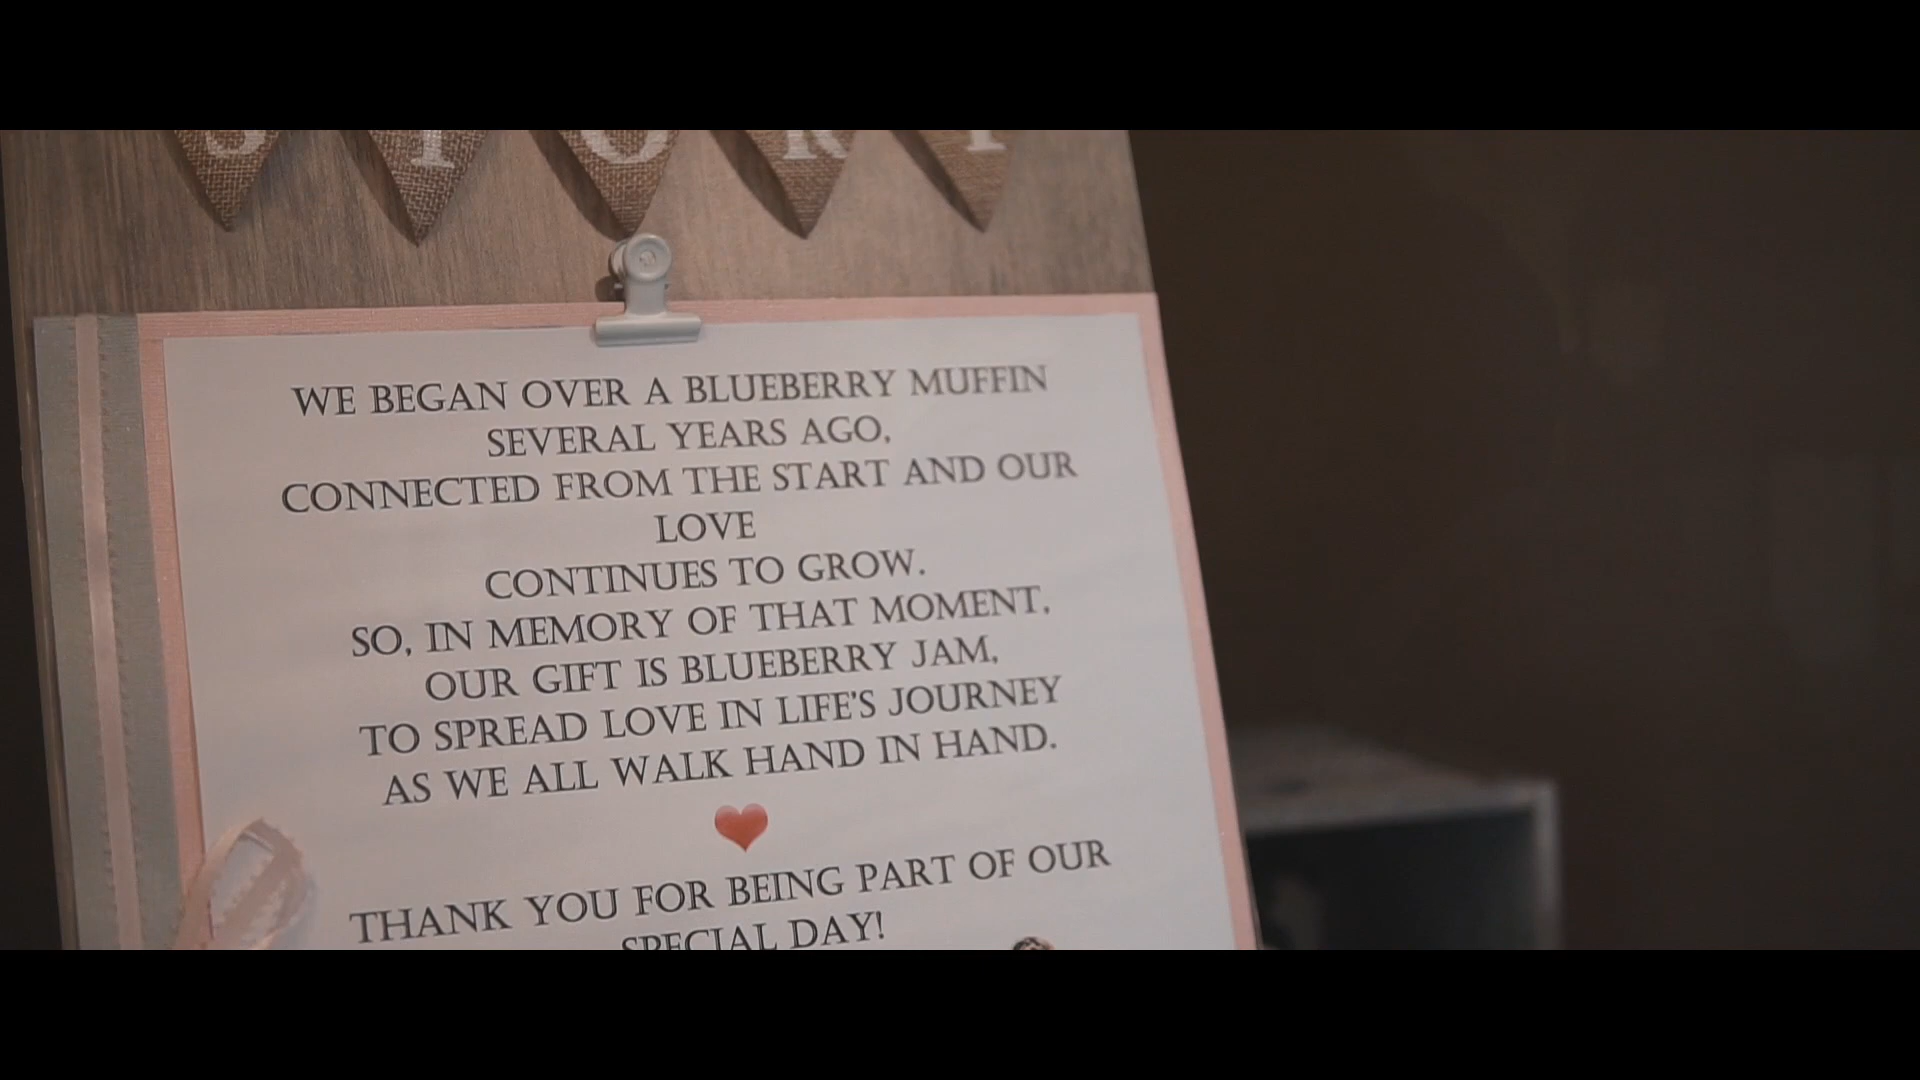 STORY
WE BEGAN OVER A BLUEBERRY MUFFIN
SEVERAL YEARS AGO,
CONNECTED FROM THE START AND OUR
LOVE
CONTINUES TO GROW.
SO, IN MEMORY OF THAT MOMENT,
OUR GIFT IS BLUEBERRY JAM,
TO SPREAD LOVE IN LIFE'S JOURNEY
AS WE ALL WALK HAND IN HAND.
THANK YOU FOR BEING PART OF OUR
SPECIAL DAY!